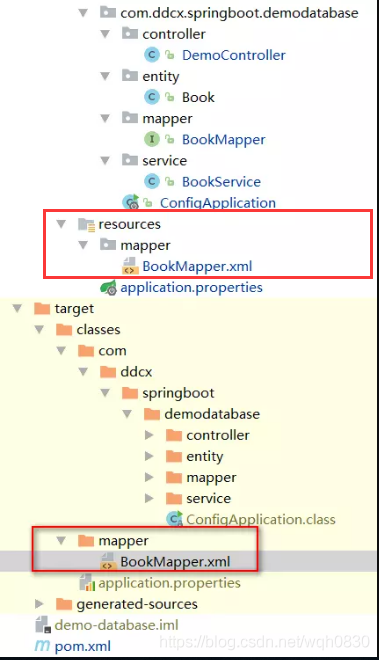 com.ddcx.springboot.demodatabase
controller
DemoController
entity
Book
mapper
BookMapper
service
BookService
ConfigApplication
resources
mapper
BookMapper.xml
application.properties
target
classes
com
ddcx
springboot
demodatabase
controller
entity
mapper
service
ConfigApplication.class
mapper
BookMapper.xml
application.properties
generated-sources
demo-database.iml
pom.xml
https://blog.csdn.net/wqh0830